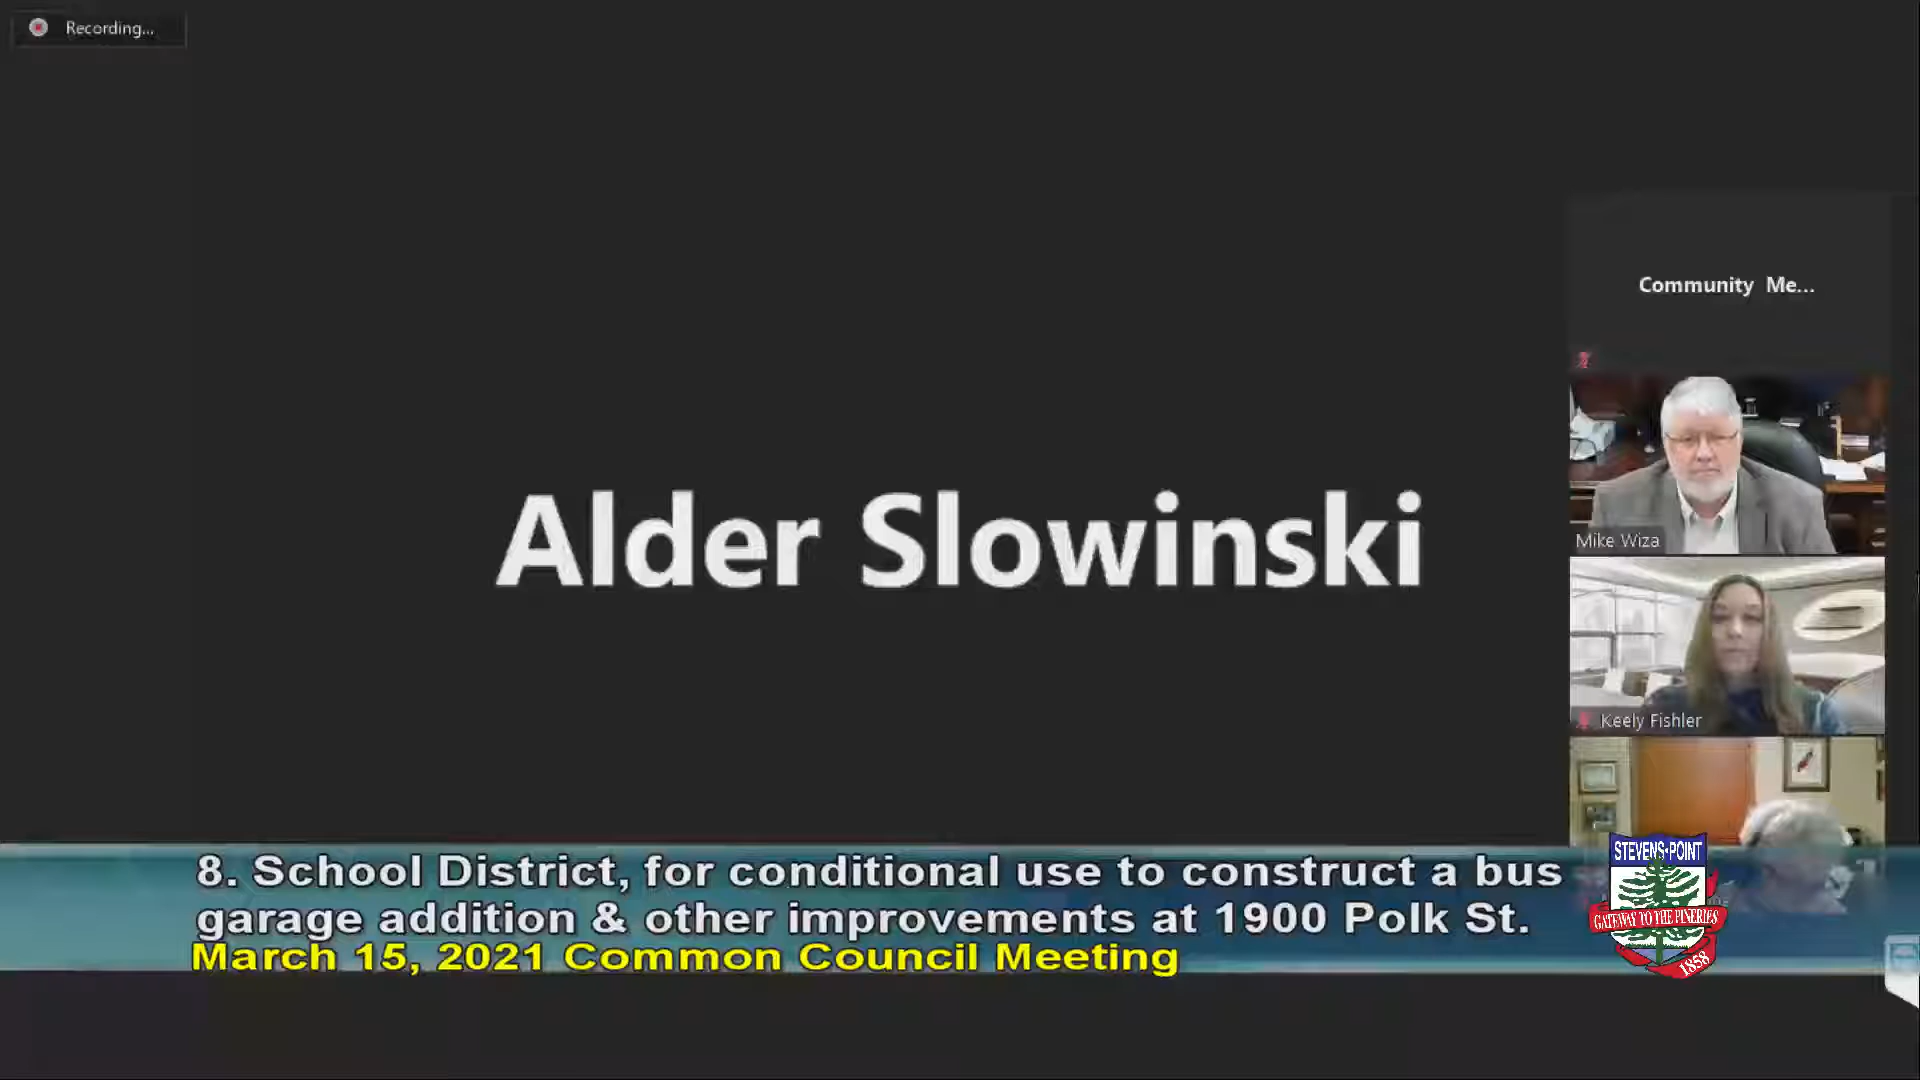 Recording...
Community Me...
Alder Slowinski
Mike Wiza
Keely Fishler
8. School District, for conditional use to construct a bus
garage addition & other improvements at 1900 Polk St.
March 15, 2021 Common Council Meeting
STEVENS·POINT
GATEWAY TO THE PINERIES
1858